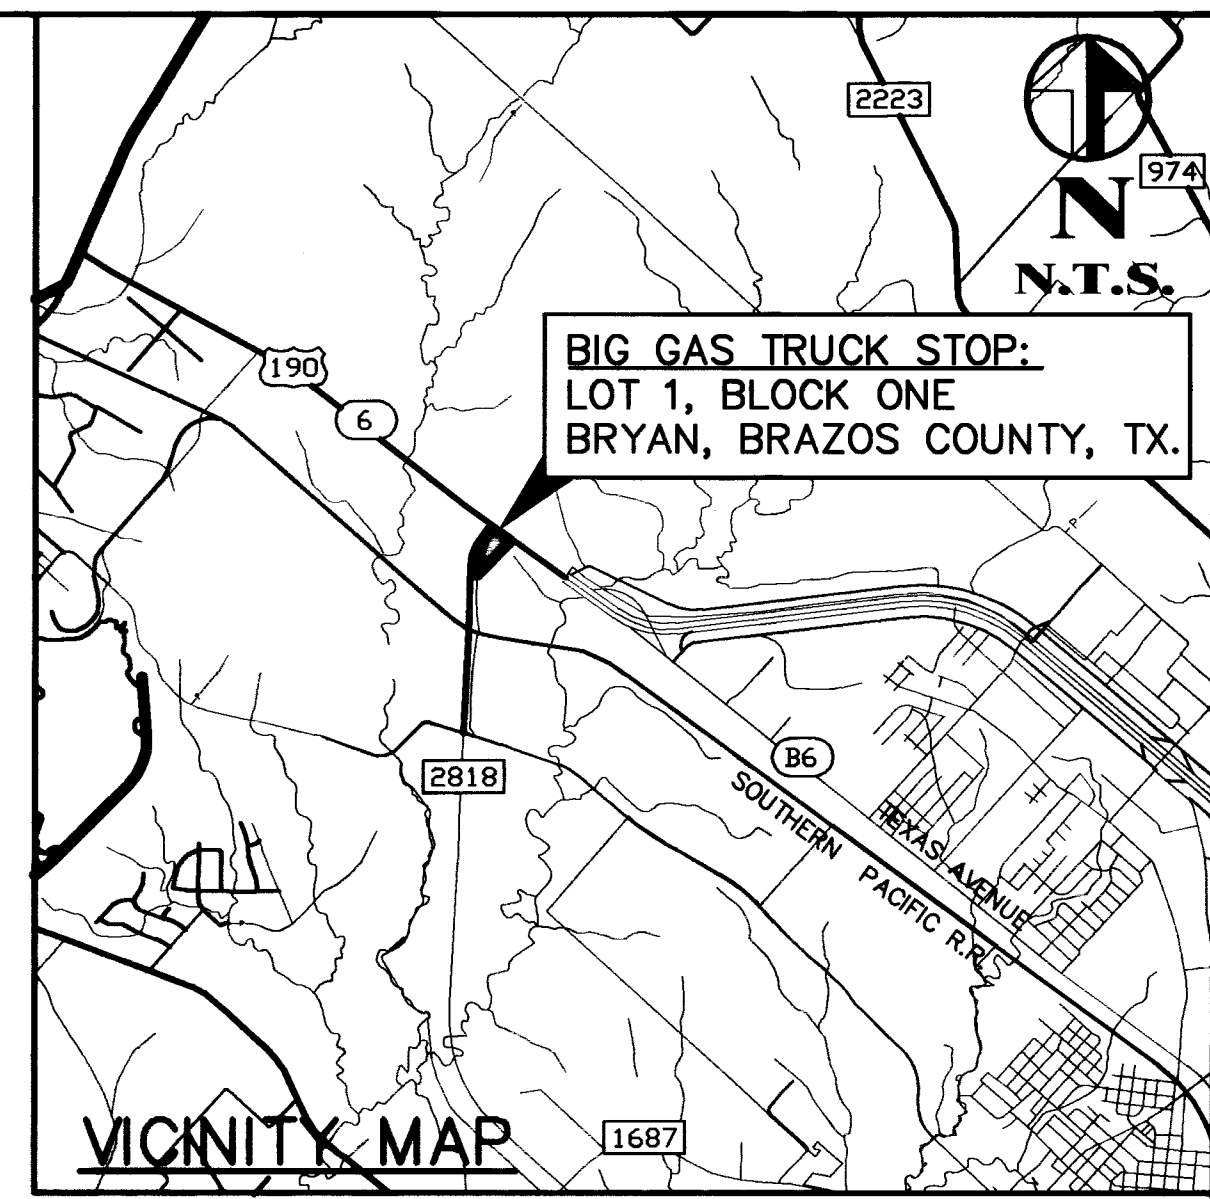 2223
974
N
N.T.S.
BIG GAS TRUCK STOP:
LOT 1, BLOCK ONE
BRYAN, BRAZOS COUNTY, TX.
190
6
B6
2818
SOUTHERN PACIFIC R.R.
TEXAS AVENUE
1687
VICINITY MAP